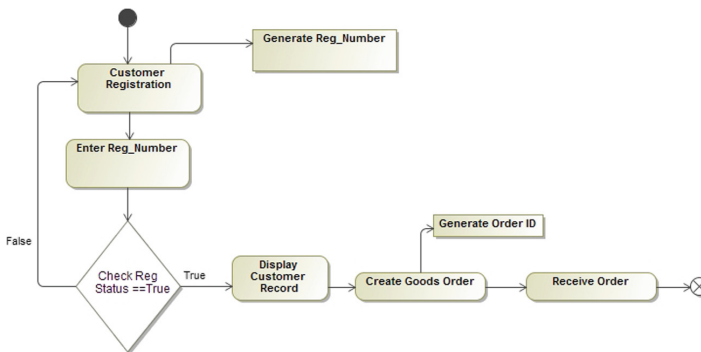 Generate Reg_Number
Customer
Registration
Enter Reg_Number
False
Check Reg
Status ==True
True
Display
Customer
Record
Generate Order ID
Create Goods Order
Receive Order